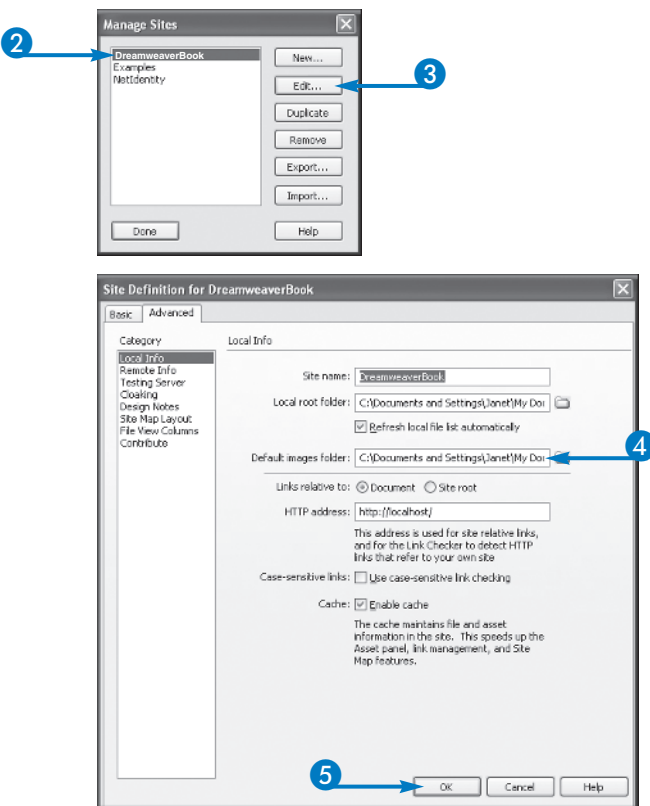 Manage Sites
2
DreamweaverBook
Examples
NetIdentity
New...
3
Edit...
Duplicate
Remove
Export...
Import...
Done
Help
Site Definition for DreamweaverBook
Basic
Advanced
Category
Local Info
Remote Info
Testing Server
Cloaking
Design Notes
Site Map Layout
File View Columns
Contribute
Local Info
Site name: DreamweaverBook
Local root folder: C:\Documents and Settings\Janet\My Do
Refresh local file list automatically
4
Default images folder: C:\Documents and Settings\Janet\My Do
Links relative to: Document Site root
HTTP address: http://localhost/
This address is used for site relative links,
and for the Link Checker to detect HTTP
links that refer to your own site
Case-sensitive links: Use case-sensitive link checking
Cache: Enable cache
The cache maintains file and asset
information in the site. This speeds up the
Asset panel, link management, and Site
Map features.
5
OK
Cancel
Help